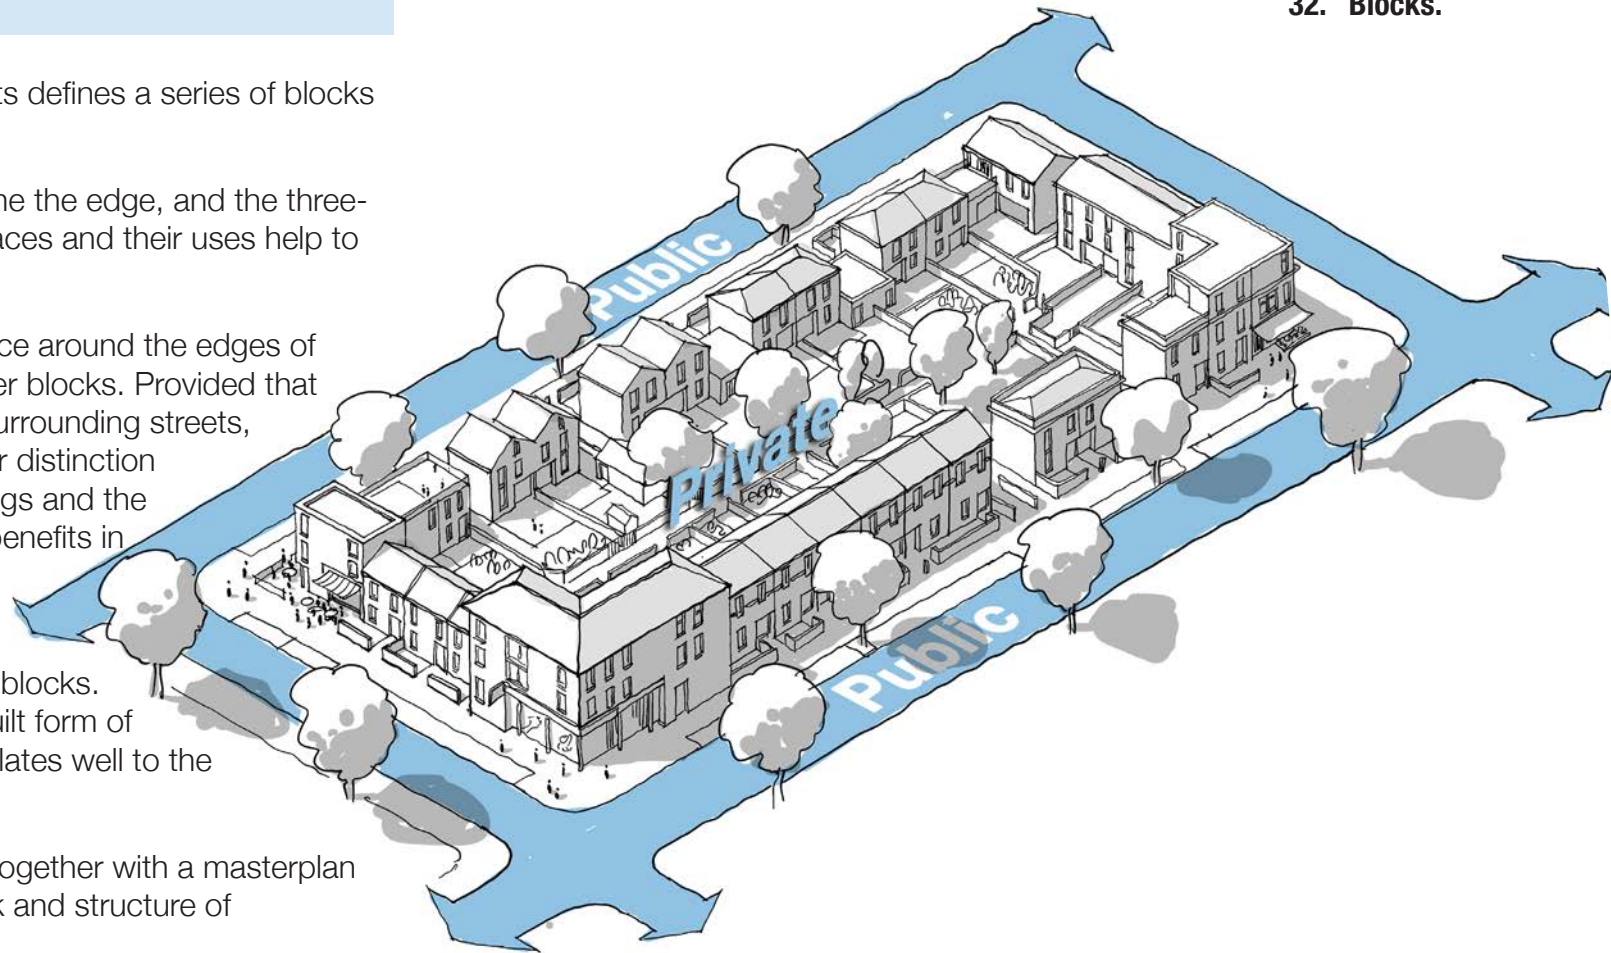 32. Blocks.
ts defines a series of blocks
ne the edge, and the three-
aces and their uses help to
ce around the edges of
er blocks. Provided that
urrounding streets,
r distinction
gs and the
benefits in
blocks.
uilt form of
lates well to the
ogether with a masterplan
k and structure of
Public
Private
Public